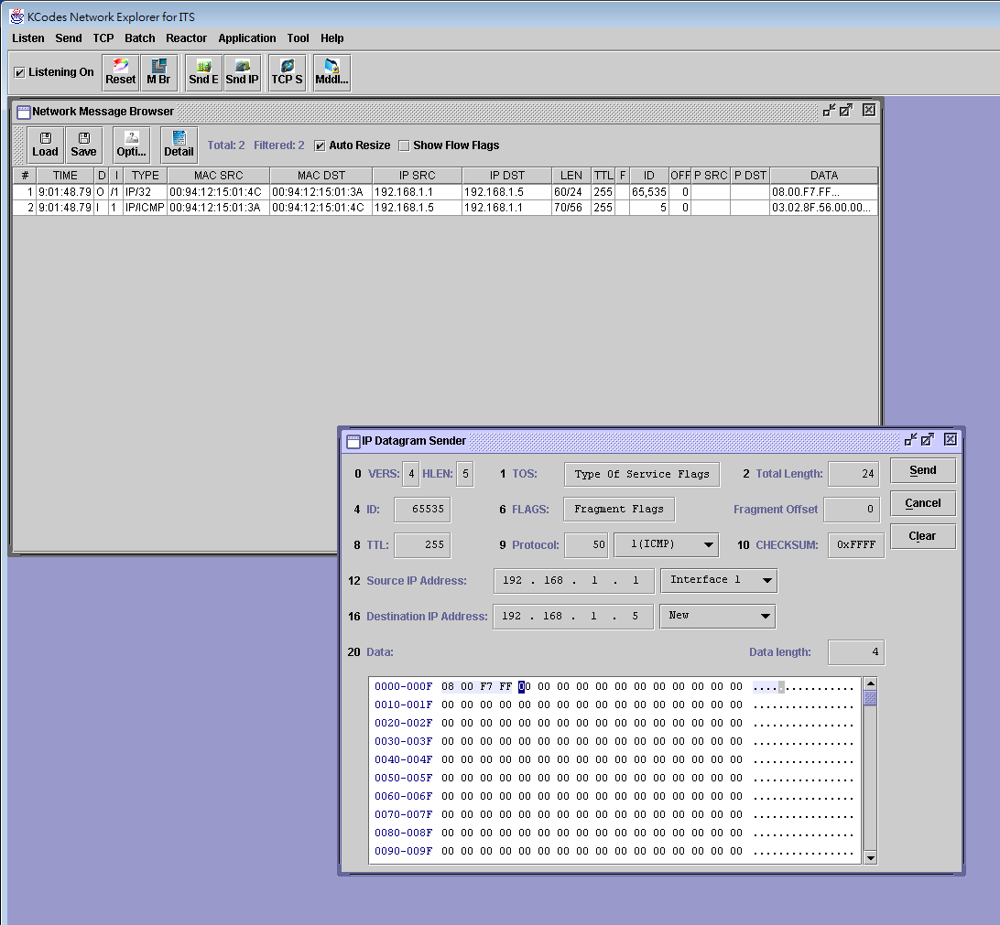 KCodes Network Explorer for ITS
Listen Send TCP Batch Reactor Application Tool Help
Listening On Reset M Br Snd E Snd IP TCP S Mddl...
Network Message Browser
Load Save Opti... Detail Total: 2 Filtered: 2 Auto Resize Show Flow Flags
# TIME D I TYPE MAC SRC MAC DST IP SRC IP DST LEN TTL F ID OFF P SRC P DST DATA
1 9:01:48.79 O /1 IP/32 00:94:12:15:01:4C 00:94:12:15:01:3A 192.168.1.1 192.168.1.5 60/24 255 65,535 0 08.00.F7.FF...
2 9:01:48.79 I 1 IP/ICMP 00:94:12:15:01:3A 00:94:12:15:01:4C 192.168.1.5 192.168.1.1 70/56 255 5 0 03.02.8F.56.00.00...
IP Datagram Sender
0 VERS: 4 HLEN: 5 1 TOS: Type Of Service Flags 2 Total Length: 24 Send
4 ID: 65535 6 FLAGS: Fragment Flags Fragment Offset 0 Cancel
8 TTL: 255 9 Protocol: 50 1(ICMP) 10 CHECKSUM: 0xFFFF Clear
12 Source IP Address: 192 . 168 . 1 . 1 Interface 1
16 Destination IP Address: 192 . 168 . 1 . 5 New
20 Data: Data length: 4
0000-000F 08 00 F7 FF 00 00 00 00 00 00 00 00 00 00 00 00 ................
0010-001F 00 00 00 00 00 00 00 00 00 00 00 00 00 00 00 00 ................
0020-002F 00 00 00 00 00 00 00 00 00 00 00 00 00 00 00 00 ................
0030-003F 00 00 00 00 00 00 00 00 00 00 00 00 00 00 00 00 ................
0040-004F 00 00 00 00 00 00 00 00 00 00 00 00 00 00 00 00 ................
0050-005F 00 00 00 00 00 00 00 00 00 00 00 00 00 00 00 00 ................
0060-006F 00 00 00 00 00 00 00 00 00 00 00 00 00 00 00 00 ................
0070-007F 00 00 00 00 00 00 00 00 00 00 00 00 00 00 00 00 ................
0080-008F 00 00 00 00 00 00 00 00 00 00 00 00 00 00 00 00 ................
0090-009F 00 00 00 00 00 00 00 00 00 00 00 00 00 00 00 00 ................